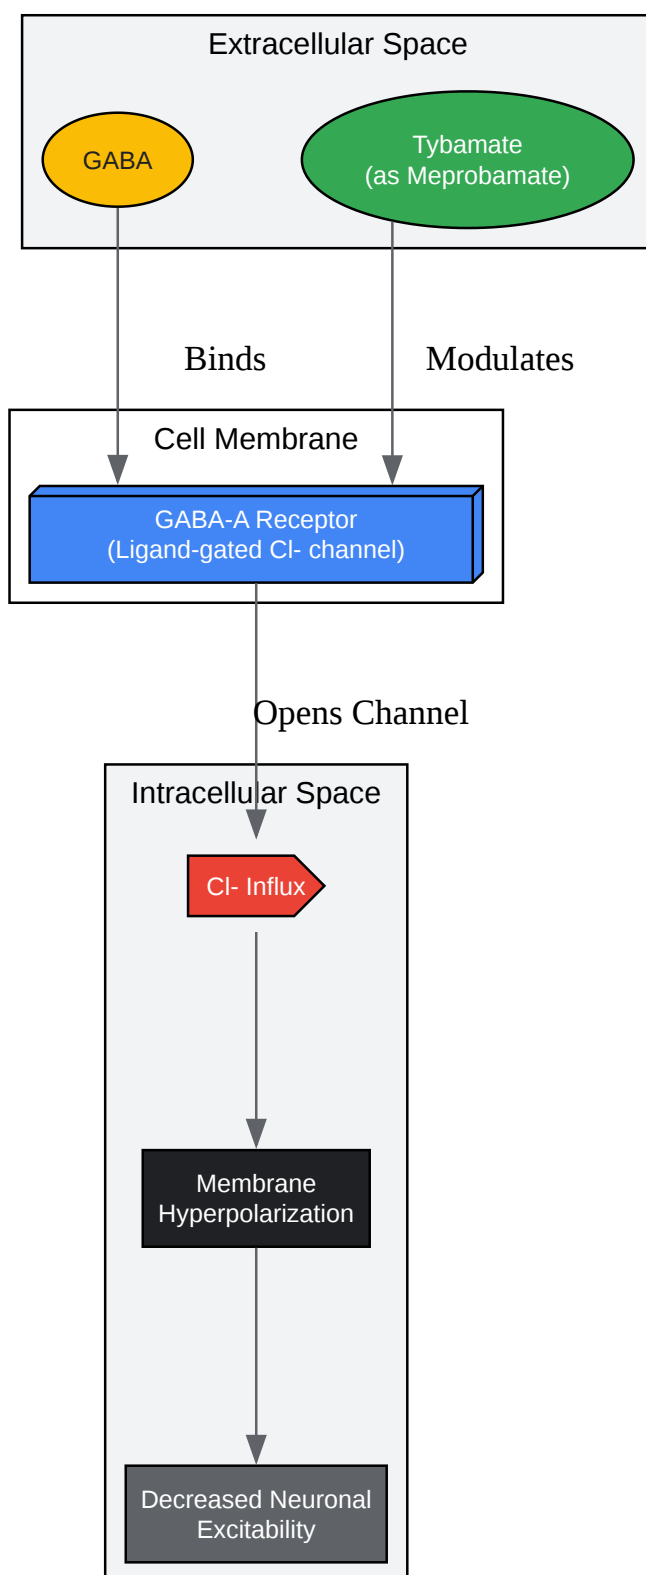 Extracellular Space
GABA
Tybamate
(as Meprobamate)
Binds
Modulates
Cell Membrane
GABA-A Receptor
(Ligand-gated Cl- channel)
Opens Channel
Intracellular Space
Cl- Influx
Membrane
Hyperpolarization
Decreased Neuronal
Excitability